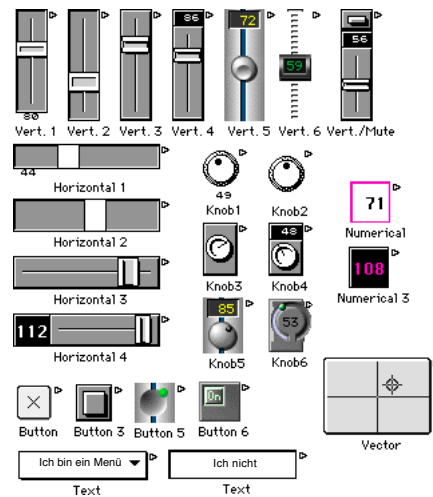 86
72
56
59
80
Vert. 1
Vert. 2
Vert. 3
Vert. 4
Vert. 5
Vert. 6
Vert./Mute
44
Horizontal 1
49
Knob1
Knob2
71
Numerical
Horizontal 2
48
Knob3
Knob4
108
Numerical 3
Horizontal 3
85
53
112
Horizontal 4
Knob5
Knob6
On
Button
Button 3
Button 5
Button 6
Vector
Ich bin ein Menü
Ich nicht
Text
Text